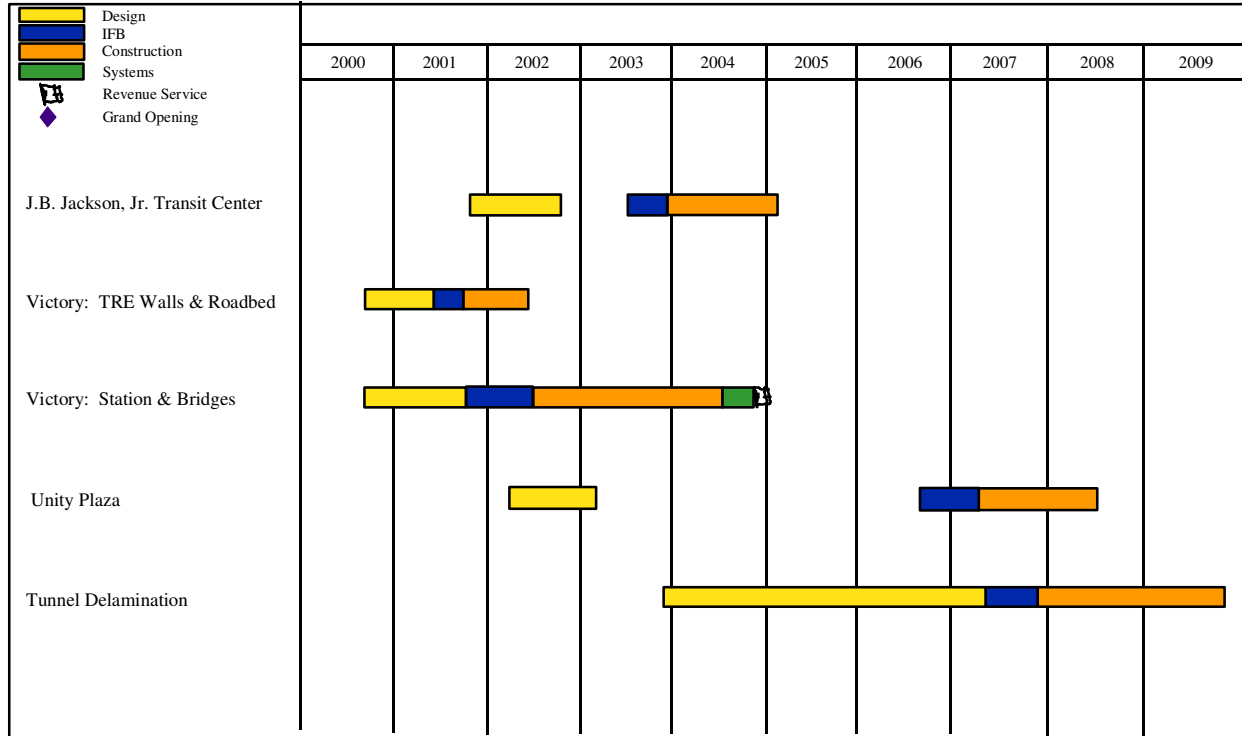 Design
IFB
Construction
Systems
Revenue Service
Grand Opening
2000 2001 2002 2003 2004 2005 2006 2007 2008 2009
J.B. Jackson, Jr. Transit Center
Victory: TRE Walls & Roadbed
Victory: Station & Bridges
Unity Plaza
Tunnel Delamination